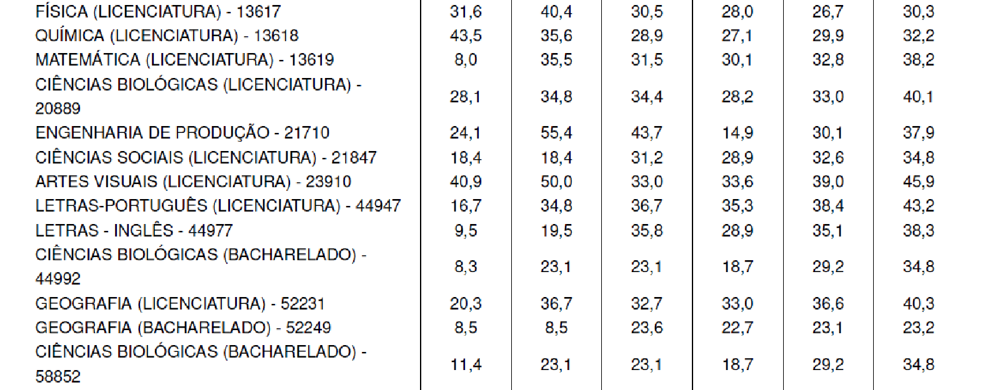 FÍSICA (LICENCIATURA) - 13617 31,6 40,4 30,5 28,0 26,7 30,3
QUÍMICA (LICENCIATURA) - 13618 43,5 35,6 28,9 27,1 29,9 32,2
MATEMÁTICA (LICENCIATURA) - 13619 8,0 35,5 31,5 30,1 32,8 38,2
CIÊNCIAS BIOLÓGICAS (LICENCIATURA) -
20889 28,1 34,8 34,4 28,2 33,0 40,1
ENGENHARIA DE PRODUÇÃO - 21710 24,1 55,4 43,7 14,9 30,1 37,9
CIÊNCIAS SOCIAIS (LICENCIATURA) - 21847 18,4 18,4 31,2 28,9 32,6 34,8
ARTES VISUAIS (LICENCIATURA) - 23910 40,9 50,0 33,0 33,6 39,0 45,9
LETRAS-PORTUGUÊS (LICENCIATURA) - 44947 16,7 34,8 36,7 35,3 38,4 43,2
LETRAS - INGLÊS - 44977 9,5 19,5 35,8 28,9 35,1 38,3
CIÊNCIAS BIOLÓGICAS (BACHARELADO) -
44992 8,3 23,1 23,1 18,7 29,2 34,8
GEOGRAFIA (LICENCIATURA) - 52231 20,3 36,7 32,7 33,0 36,6 40,3
GEOGRAFIA (BACHARELADO) - 52249 8,5 8,5 23,6 22,7 23,1 23,2
CIÊNCIAS BIOLÓGICAS (BACHARELADO) -
58852 11,4 23,1 23,1 18,7 29,2 34,8